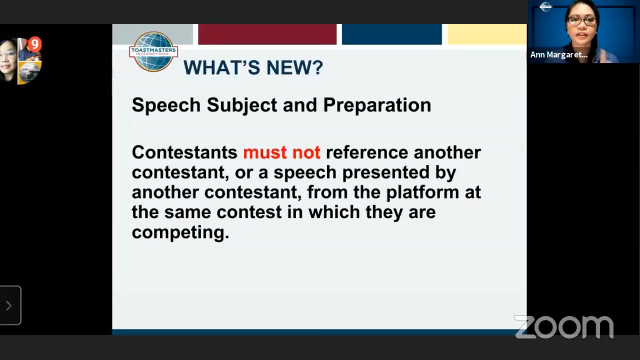 9
TOASTMASTERS
INTERNATIONAL
WHAT'S NEW?
Speech Subject and Preparation
Contestants must not reference another
contestant, or a speech presented by
another contestant, from the platform at
the same contest in which they are
competing.
Ann Margaret...
zoom